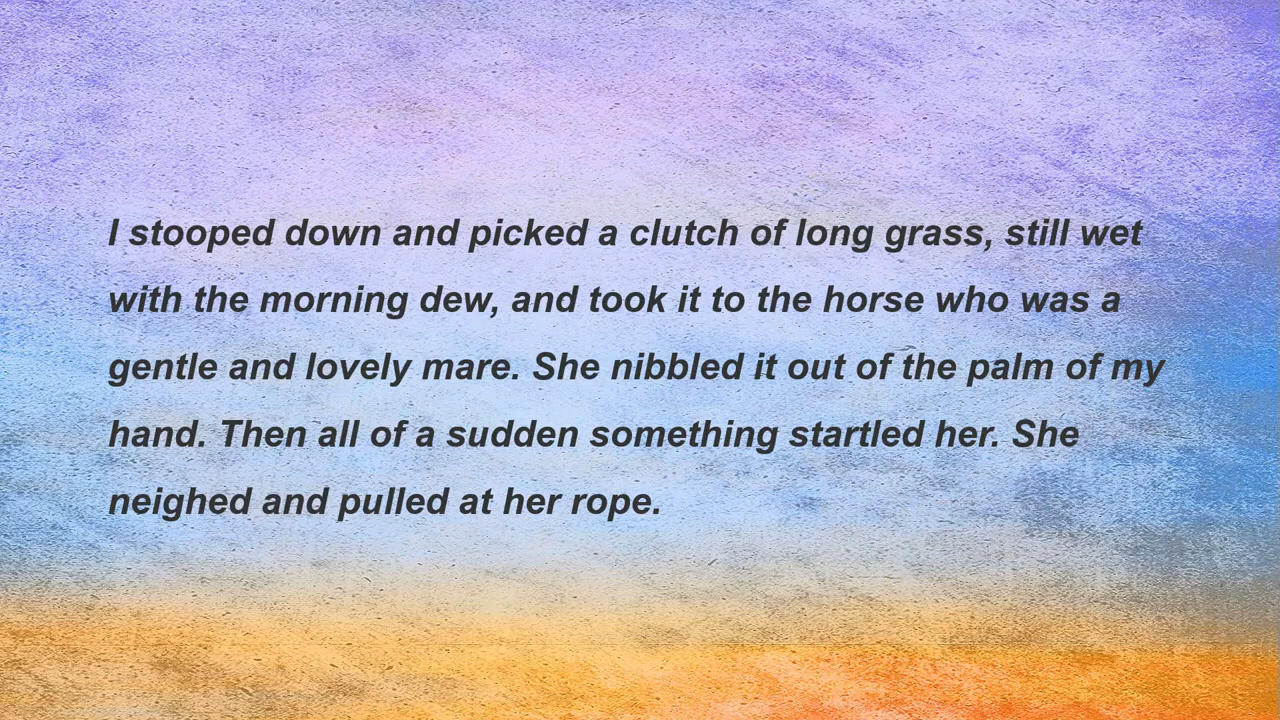 I stooped down and picked a clutch of long grass, still wet
with the morning dew, and took it to the horse who was a
gentle and lovely mare. She nibbled it out of the palm of my
hand. Then all of a sudden something startled her. She
neighed and pulled at her rope.